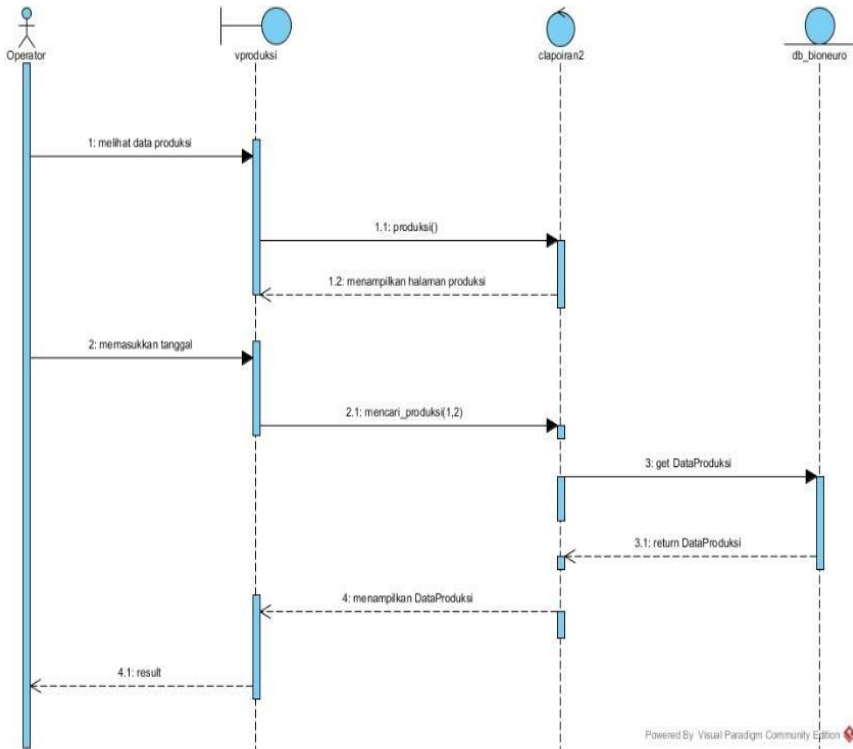 Operator
vproduksi
clapoiran2
db_bioneuro
1: melihat data produksi
1.1: produksi()
1.2: menampilkan halaman produksi
2: memasukkan tanggal
2.1: mencari_produksi(1,2)
3: get DataProduksi
3.1: return DataProduksi
4: menampilkan DataProduksi
4.1: result
Powered By Visual Paradigm Community Edition